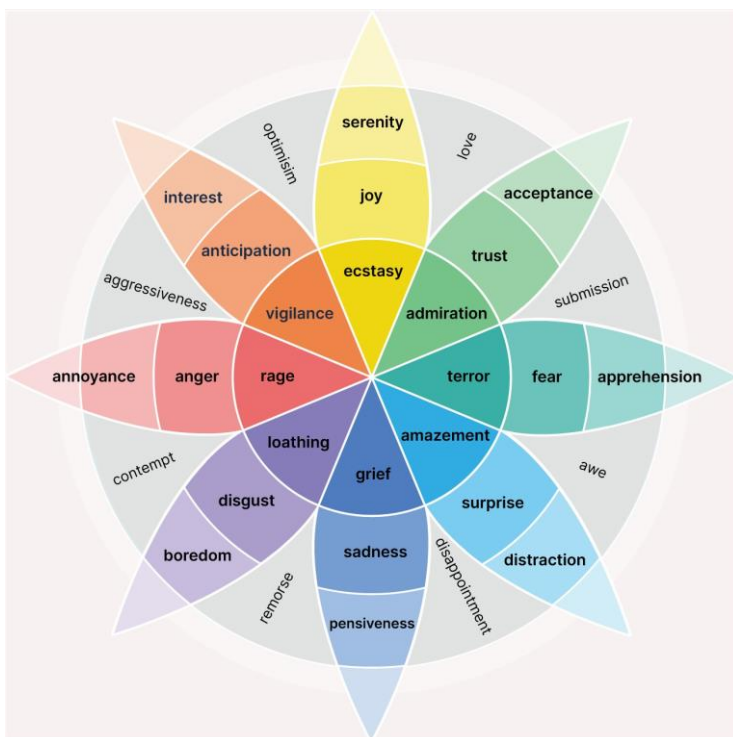 serenity
optimisim
love
interest
joy
acceptance
anticipation
trust
ecstasy
aggressiveness
submission
vigilance
admiration
annoyance
anger
rage
terror
fear
apprehension
loathing
amazement
contempt
awe
grief
disgust
surprise
boredom
sadness
distraction
remorse
disappointment
pensiveness